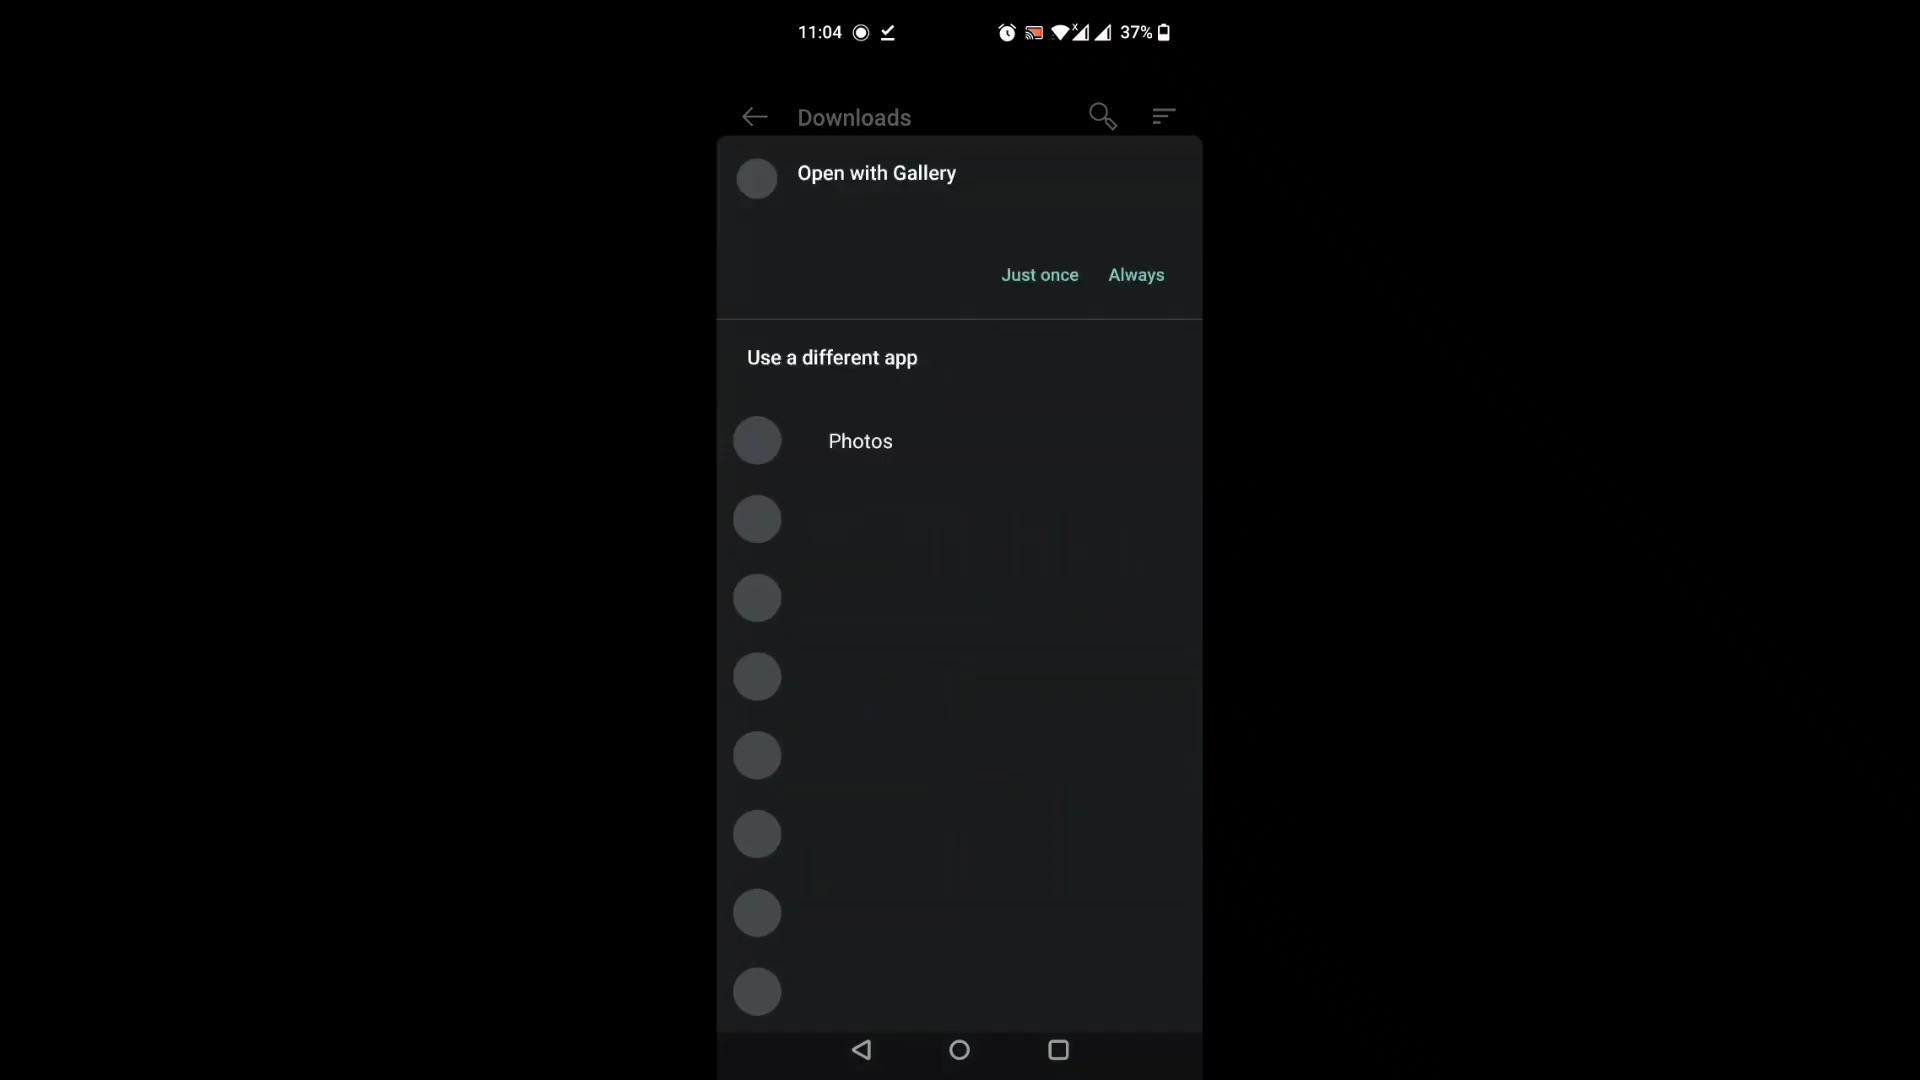 11:04 37%
Downloads
Open with Gallery
Just once Always
Use a different app
Photos